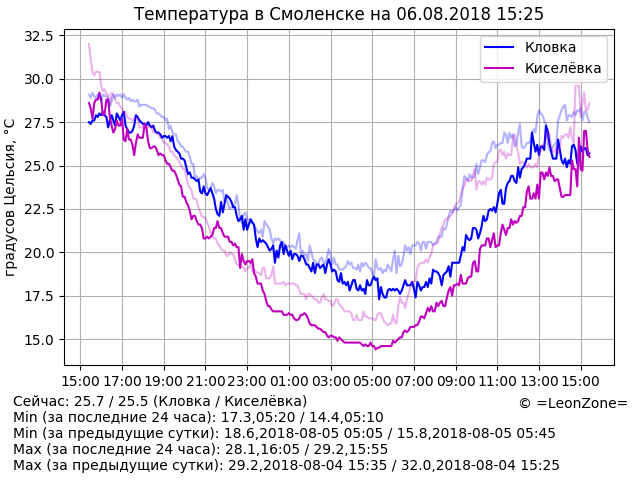 Температура в Смоленске на 06.08.2018 15:25
градусов Цельсия, °C
32.5
30.0
27.5
25.0
22.5
20.0
17.5
15.0
Кловка
Киселёвка
15:00 17:00 19:00 21:00 23:00 01:00 03:00 05:00 07:00 09:00 11:00 13:00 15:00
Сейчас: 25.7 / 25.5 (Кловка / Киселёвка)
© =LeonZone=
Min (за последние 24 часа): 17.3,05:20 / 14.4,05:10
Min (за предыдущие сутки): 18.6,2018-08-05 05:05 / 15.8,2018-08-05 05:45
Max (за последние 24 часа): 28.1,16:05 / 29.2,15:55
Max (за предыдущие сутки): 29.2,2018-08-04 15:35 / 32.0,2018-08-04 15:25